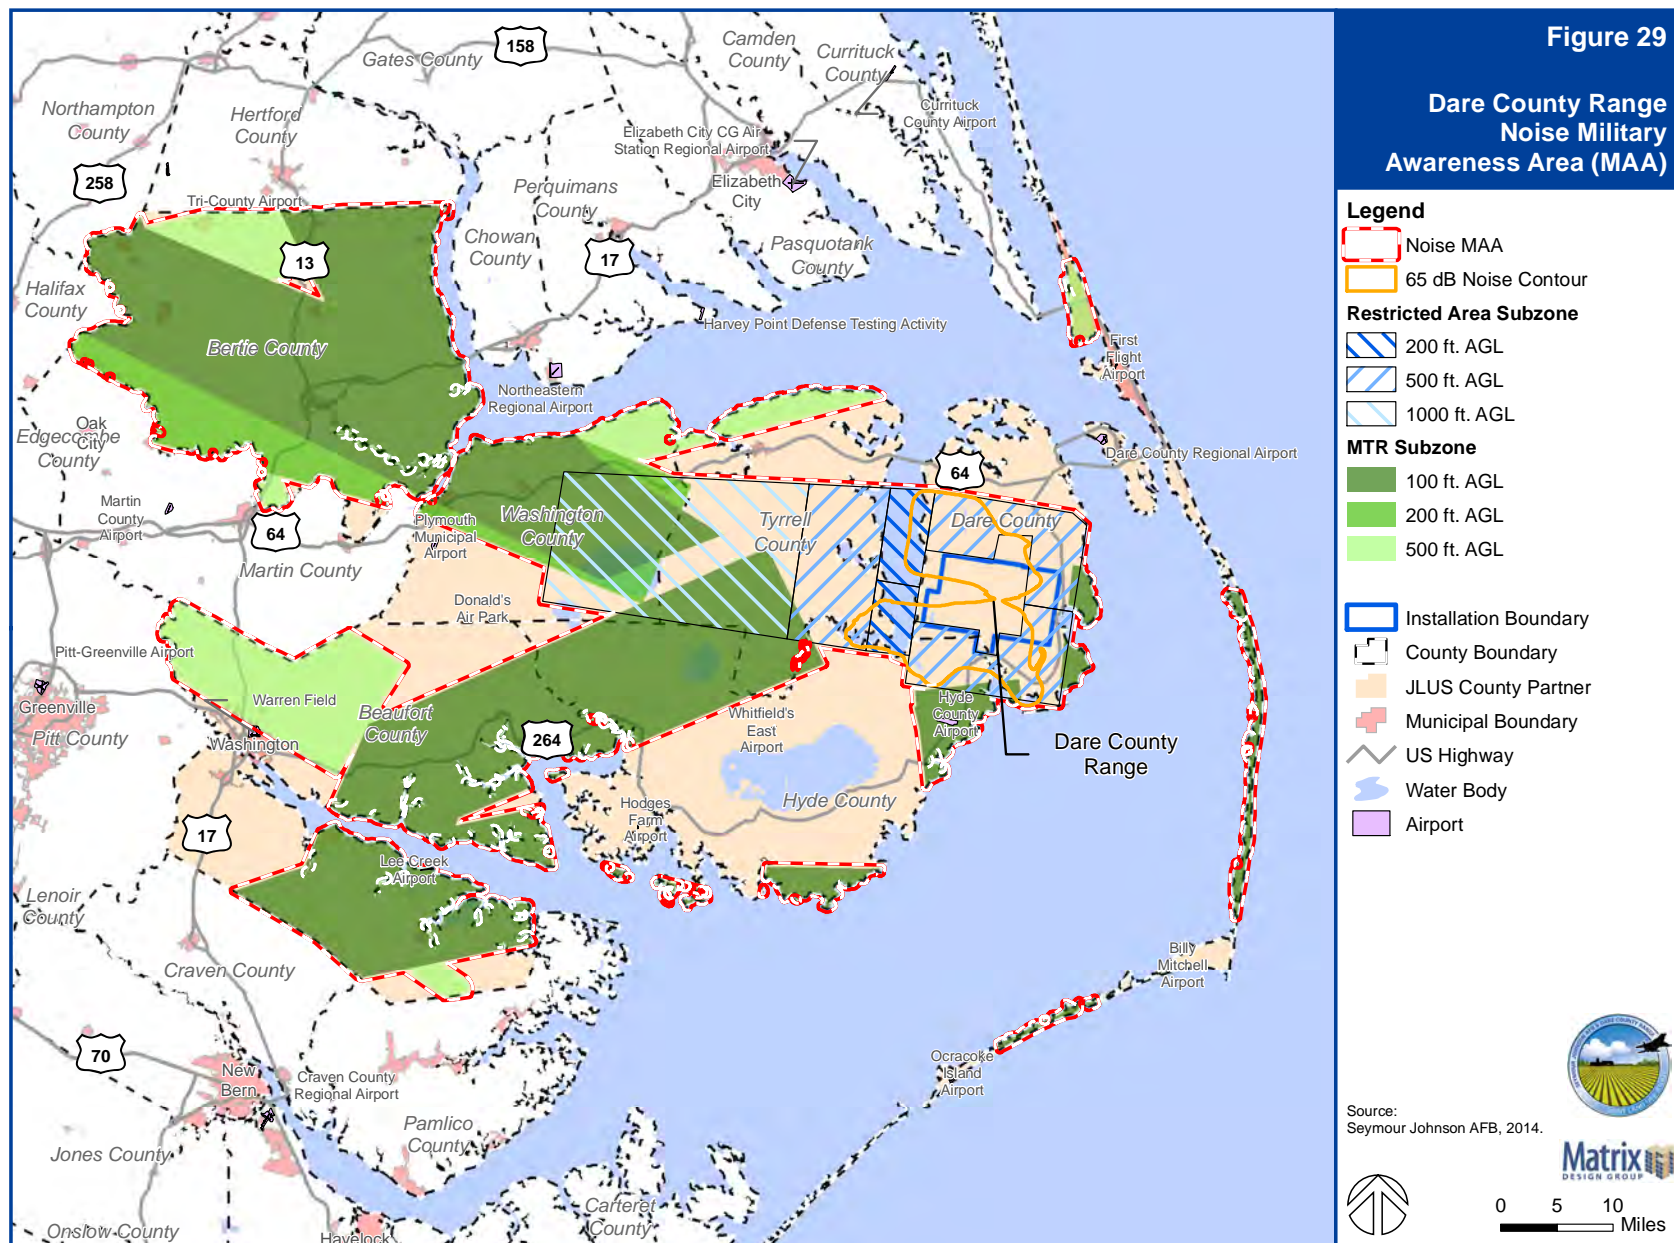 Figure 29
Dare County Range
Noise Military
Awareness Area (MAA)
Legend
Noise MAA
65 dB Noise Contour
Restricted Area Subzone
200 ft. AGL
500 ft. AGL
1000 ft. AGL
MTR Subzone
100 ft. AGL
200 ft. AGL
500 ft. AGL
Installation Boundary
County Boundary
JLUS County Partner
Municipal Boundary
US Highway
Water Body
Airport
Source:
Seymour Johnson AFB, 2014.
Matrix
DESIGN GROUP
0 5 10
Miles
158
Gates County
Camden
County
Currituck
County
Northampton
County
Hertford
County
Currituck
County Airport
Elizabeth City CG Air
Station Regional Airport
258
Perquimans
County
Elizabeth
City
Tri-County Airport
Chowan
County
17
Pasquotank
County
13
Halifax
County
Harvey Point Defense Testing Activity
Bertie County
First
Flight
Airport
Northeastern
Regional Airport
Oak
City
Edgecombe
County
Dare County Regional Airport
64
Martin
County
Airport
64
Plymouth
Municipal
Airport
Washington
County
Tyrrell
County
Dare County
Martin County
Donald's
Air Park
Pitt-Greenville Airport
Warren Field
Greenville
Pitt County
Beaufort
County
Washington
264
Whitfield's
East
Airport
Hyde
County
Airport
Dare County
Range
Hyde County
Hodges
Farm
Airport
17
Lee Creek
Airport
Lenoir
County
Craven County
Billy
Mitchell
Airport
70
New
Bern
Craven County
Regional Airport
Ocracoke
Island
Airport
Pamlico
County
Jones County
Carteret
County
Onslow County
Havelock